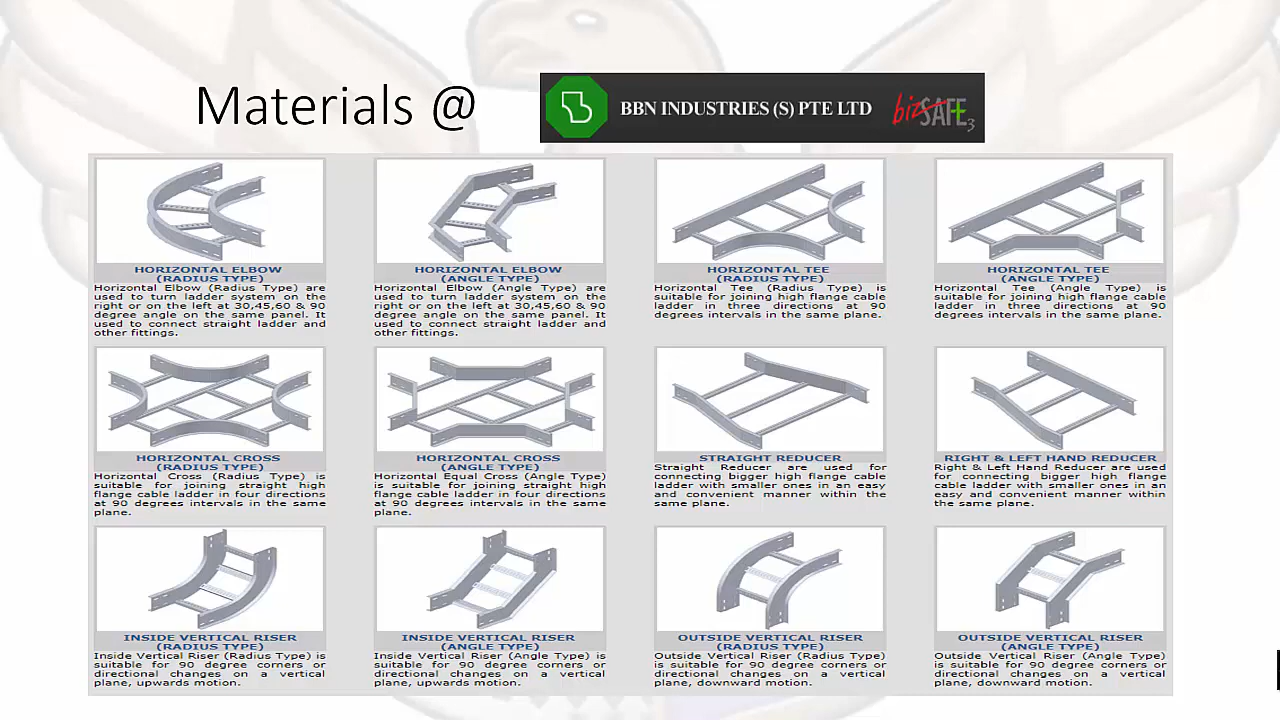 Materials @
BBN INDUSTRIES (S) PTE LTD
bizSAFE3
HORIZONTAL ELBOW
(RADIUS TYPE)
Horizontal Elbow (Radius Type) are
used to turn ladder system on the
right or on the left at 30,45,60 & 90
degree angle on the same panel. It
used to connect straight ladder and
other fittings.
HORIZONTAL ELBOW
(ANGLE TYPE)
Horizontal Elbow (Angle Type) are
used to turn ladder system on the
right or on the left at 30,45,60 & 90
degree angle on the same panel. It
used to connect straight ladder and
other fittings.
HORIZONTAL TEE
(RADIUS TYPE)
Horizontal Tee (Radius Type) is
suitable for joining high flange cable
ladder in three directions at 90
degrees intervals in the same plane.
HORIZONTAL TEE
(ANGLE TYPE)
Horizontal Tee (Angle Type) is
suitable for joining high flange cable
ladder in three directions at 90
degrees intervals in the same plane.
HORIZONTAL CROSS
(RADIUS TYPE)
Horizontal Cross (Radius Type) is
suitable for joining straight high
flange cable ladder in four directions
at 90 degrees intervals in the same
plane.
HORIZONTAL CROSS
(ANGLE TYPE)
Horizontal Equal Cross (Angle Type)
is suitable for joining straight high
flange cable ladder in four directions
at 90 degrees intervals in the same
plane.
STRAIGHT REDUCER
Straight Reducer are used for
connecting bigger high flange cable
ladder with smaller ones in an easy
and convenient manner within the
same plane.
RIGHT & LEFT HAND REDUCER
Right & Left Hand Reducer are used
for connecting bigger high flange
cable ladder with smaller ones in an
easy and convenient manner within
the same plane.
INSIDE VERTICAL RISER
(RADIUS TYPE)
Inside Vertical Riser (Radius Type) is
suitable for 90 degree corners or
directional changes on a vertical
plane, upwards motion.
INSIDE VERTICAL RISER
(ANGLE TYPE)
Inside Vertical Riser (Angle Type) is
suitable for 90 degree corners or
directional changes on a vertical
plane, upwards motion.
OUTSIDE VERTICAL RISER
(RADIUS TYPE)
Outside Vertical Riser (Radius Type)
is suitable for 90 degree corners or
directional changes on a vertical
plane, downward motion.
OUTSIDE VERTICAL RISER
(ANGLE TYPE)
Outside Vertical Riser (Angle Type)
is suitable for 90 degree corners or
directional changes on a vertical
plane, downward motion.